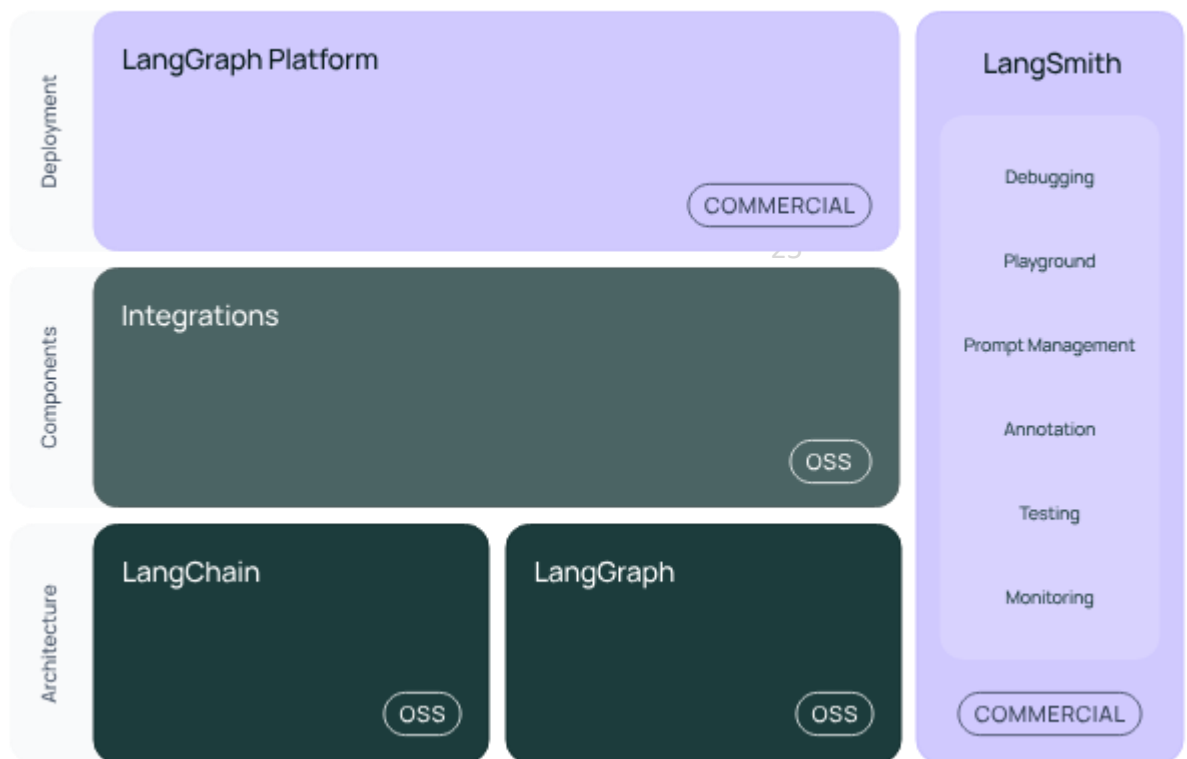 Deployment
LangGraph Platform
COMMERCIAL
Components
Integrations
OSS
Architecture
LangChain
OSS
LangGraph
OSS
LangSmith
Debugging
Playground
Prompt Management
Annotation
Testing
Monitoring
COMMERCIAL